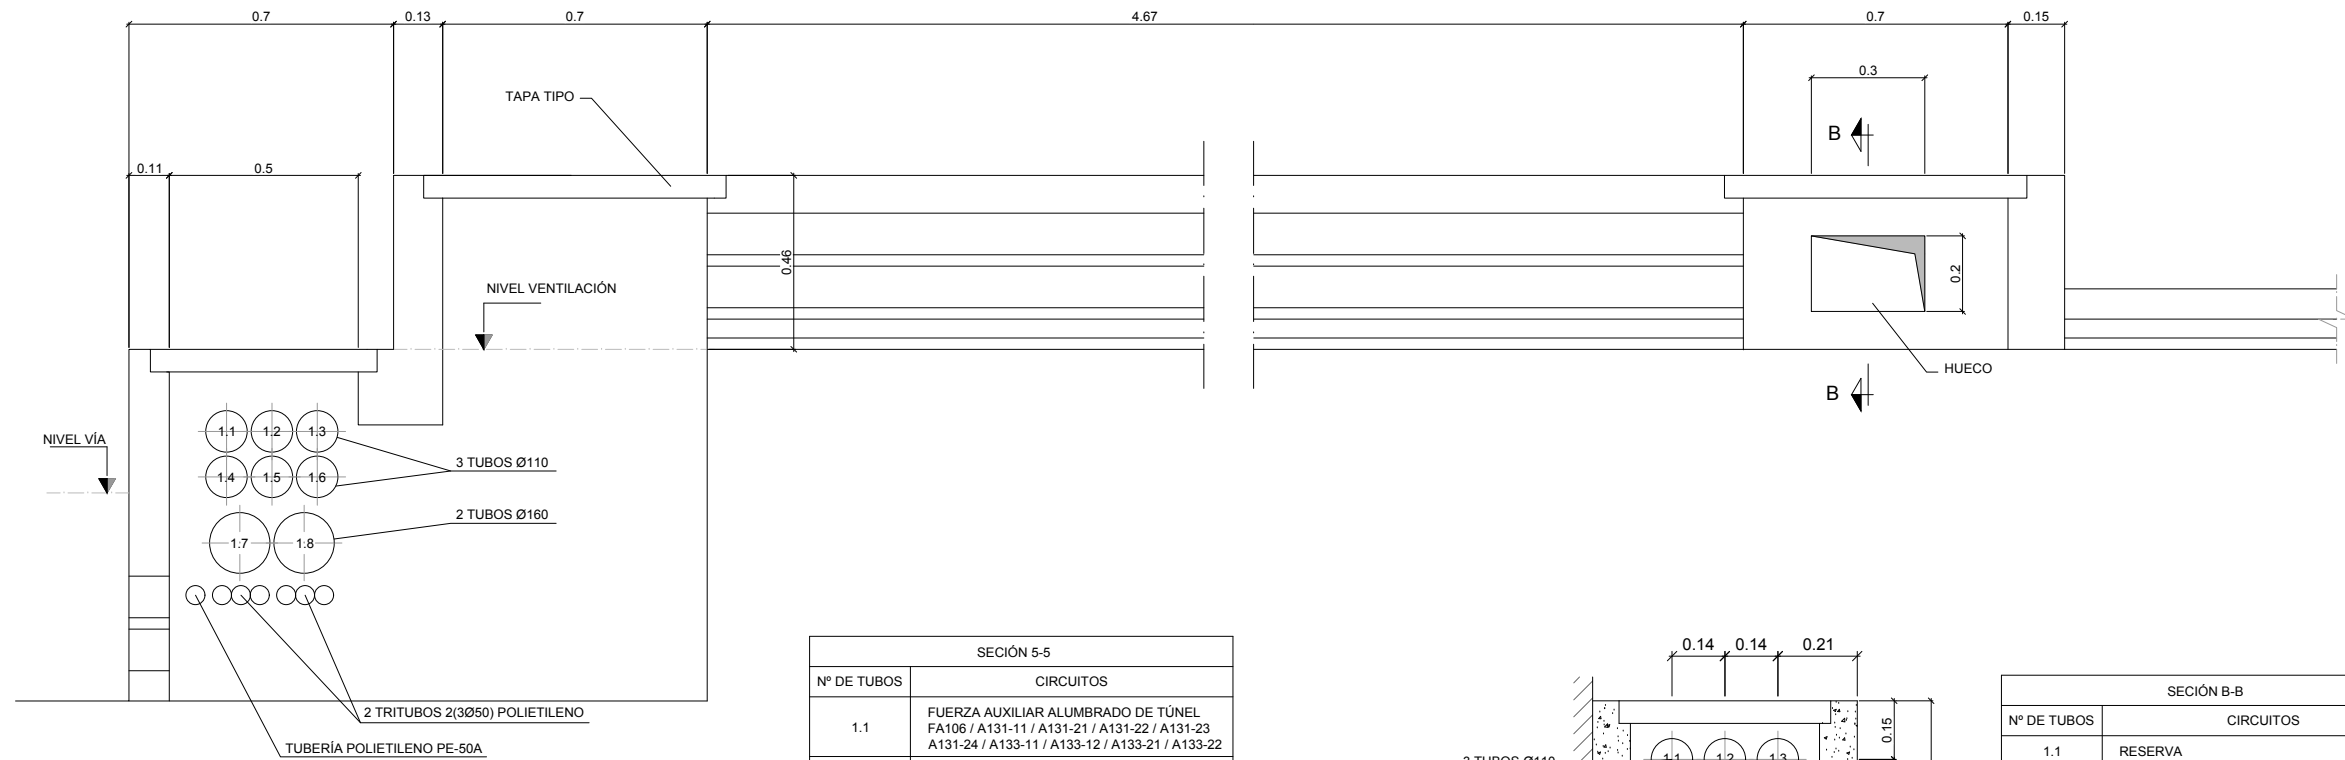 0.7
0.13
0.7
4.67
0.7
0.15
0.3
TAPA TIPO
B
0.11
0.5
0.46
NIVEL VENTILACIÓN
0.2
HUECO
B
NIVEL VÍA
1.1
1.2
1.3
1.4
1.5
1.6
3 TUBOS Ø110
1.7
1.8
2 TUBOS Ø160
2 TRITUBOS 2(3Ø50) POLIETILENO
TUBERÍA POLIETILENO PE-50A
SECIÓN 5-5
Nº DE TUBOS
CIRCUITOS
1.1
FUERZA AUXILIAR ALUMBRADO DE TÚNEL
FA106 / A131-11 / A131-21 / A131-22 / A131-23
A131-24 / A133-11 / A133-12 / A133-21 / A133-22
0.14
0.14
0.21
0.15
3 TUBOS Ø110
1.1
1.2
1.3
SECIÓN B-B
Nº DE TUBOS
CIRCUITOS
1.1
RESERVA